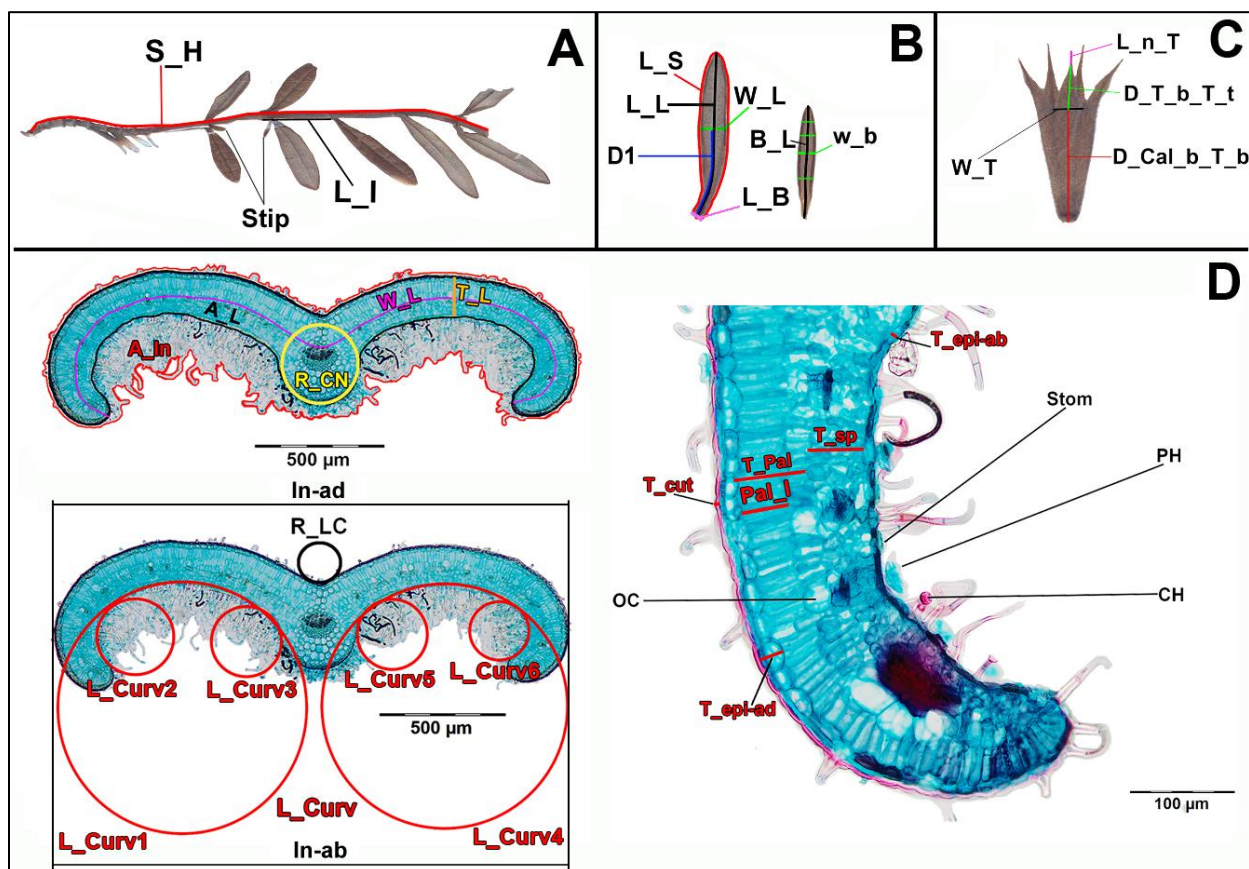 A
S_H
Stip
L_I
B
L_S
L_L
W_L
D1
B_L
w_b
L_B
C
L_n_T
D_T_b_T_t
W_T
D_Cal_b_T_b
D
A_L
W_L
T_L
A_In
R_CN
500 µm
In-ad
R_LC
L_Curv2
L_Curv3
L_Curv5
L_Curv6
500 µm
L_Curv
L_Curv1
L_Curv4
In-ab
T_epi-ab
Stom
T_sp
T_Pal
PH
T_cut
Pal_l
OC
CH
T_epi-ad
100 µm